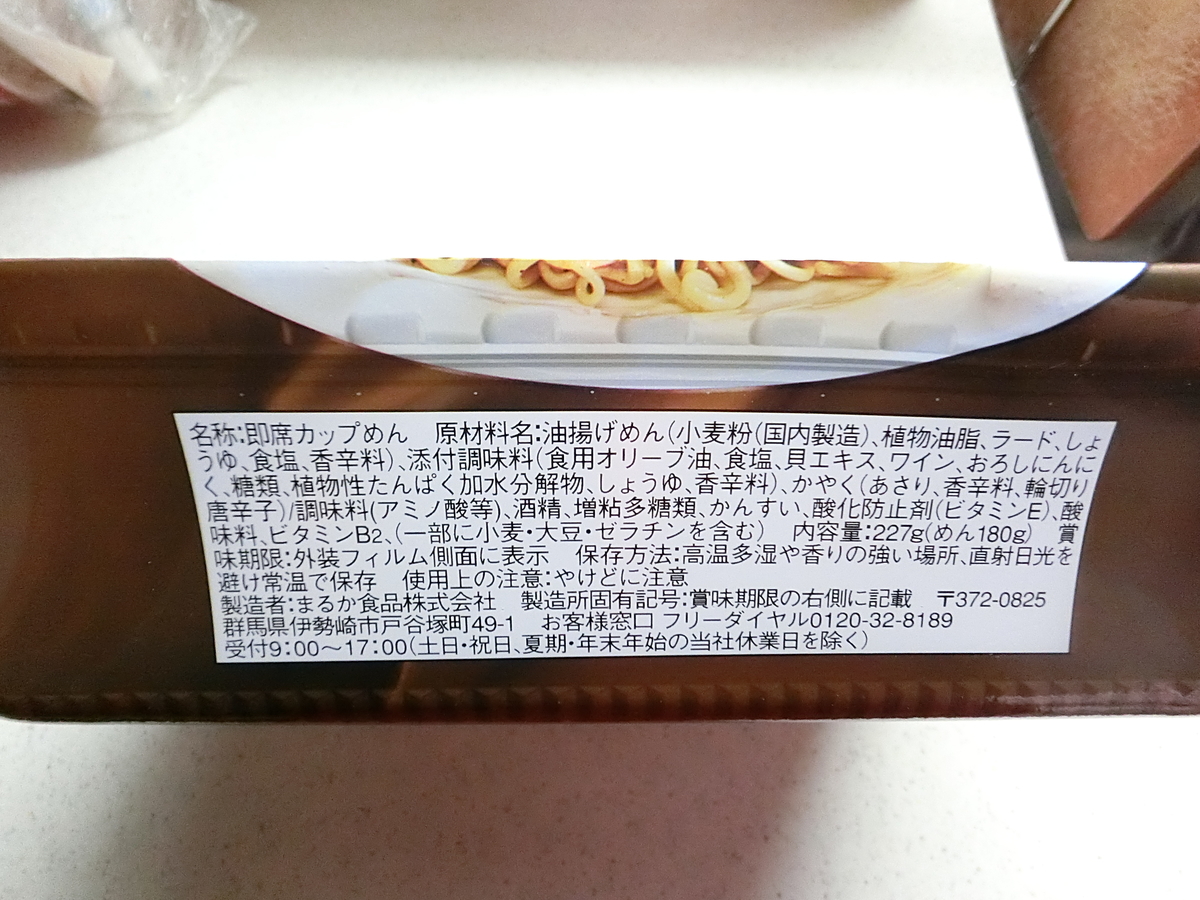 名称:即席カップめん　原材料名:油揚げめん(小麦粉(国内製造)、植物油脂、ラード、しょ
うゆ、食塩、香辛料)、添付調味料(食用オリーブ油、食塩、貝エキス、ワイン、おろしにんに
く、糖類、植物性たんぱく加水分解物、しょうゆ、香辛料)、かやく(あさり、香辛料、輪切り
唐辛子)/調味料(アミノ酸等)、酒精、増粘多糖類、かんすい、酸化防止剤(ビタミンE)、酸
味料、ビタミンB2、(一部に小麦・大豆・ゼラチンを含む)　内容量:227g(めん180g)　賞
味期限:外装フィルム側面に表示　保存方法:高温多湿や香りの強い場所、直射日光を
避け常温で保存　使用上の注意:やけどに注意
製造者:まるか食品株式会社　製造所固有記号:賞味期限の右側に記載　〒372-0825
群馬県伊勢崎市戸谷塚町49-1　お客様窓口 フリーダイヤル0120-32-8189
受付9:00〜17:00(土日・祝日、夏期・年末年始の当社休業日を除く)